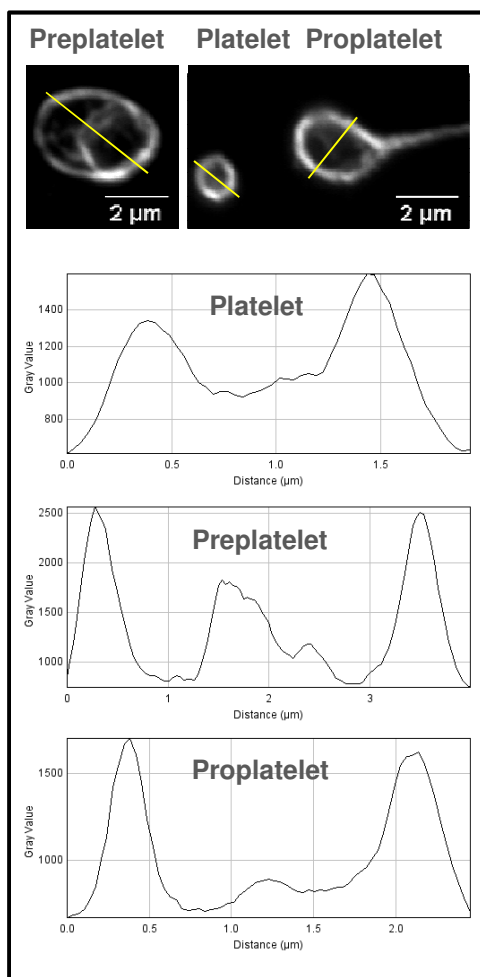 Preplatelet Platelet Proplatelet
2 µm
2 µm
Platelet
1400
1200
1000
800
Gray Value
0.0 0.5 1.0 1.5
Distance (µm)
Preplatelet
2500
2000
1500
1000
Gray Value
0 1 2 3
Distance (µm)
Proplatelet
1500
1000
Gray Value
0.0 0.5 1.0 1.5 2.0
Distance (µm)